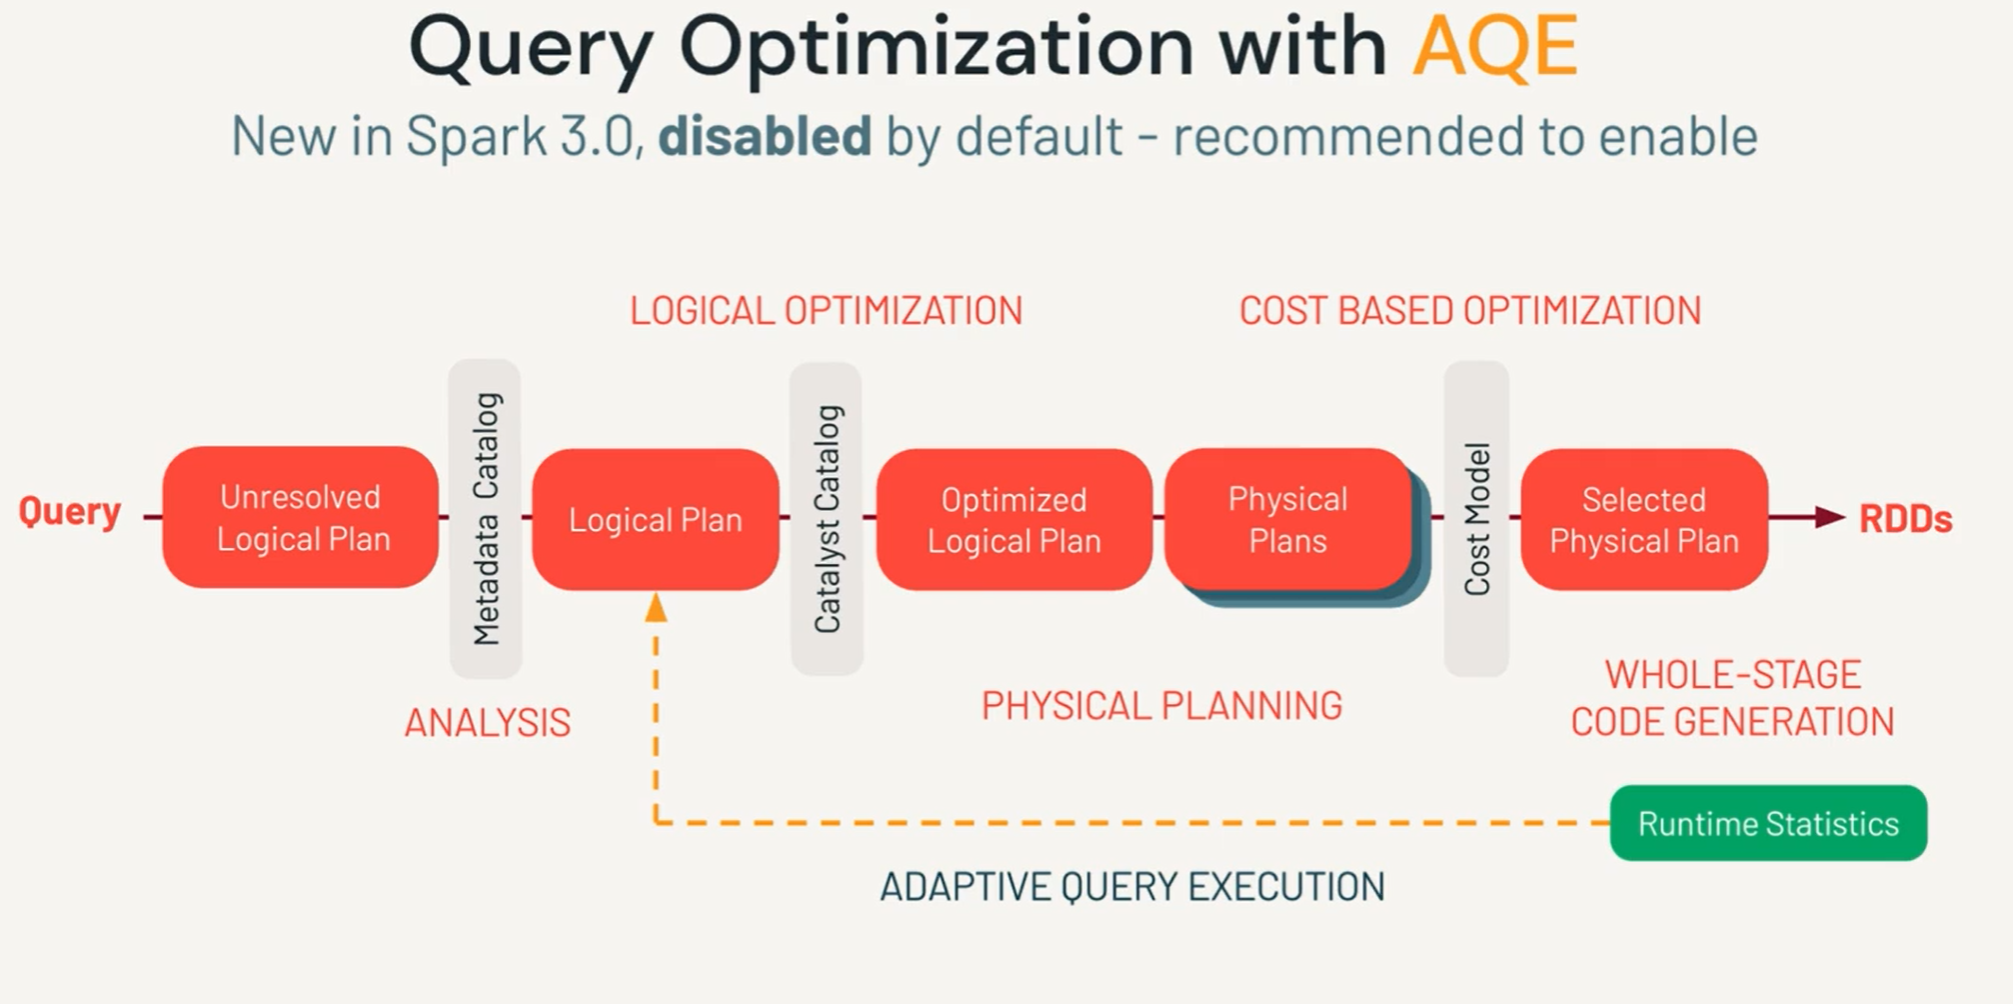 Query Optimization with AQE
New in Spark 3.0, disabled by default - recommended to enable
LOGICAL OPTIMIZATION
COST BASED OPTIMIZATION
Query
Unresolved
Logical Plan
Metadata Catalog
Logical Plan
Catalyst Catalog
Optimized
Logical Plan
Physical
Plans
Cost Model
Selected
Physical Plan
RDDs
ANALYSIS
PHYSICAL PLANNING
WHOLE-STAGE
CODE GENERATION
Runtime Statistics
ADAPTIVE QUERY EXECUTION